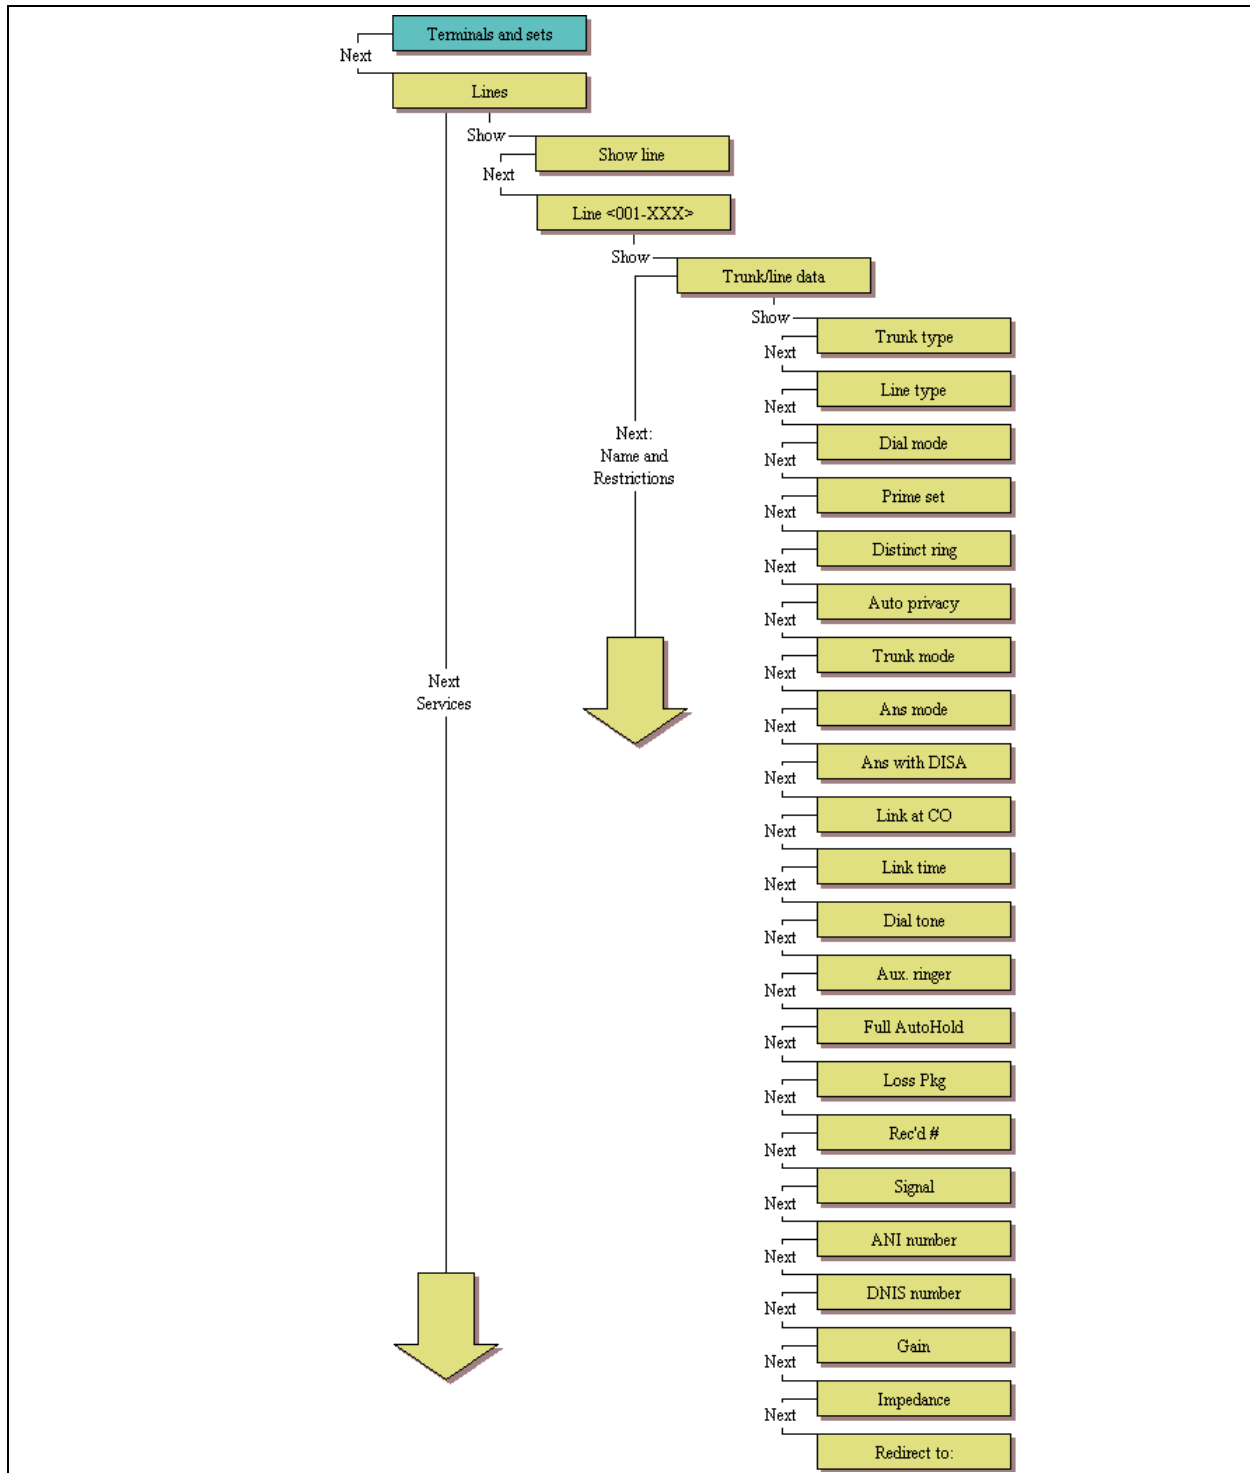 Terminals and sets
Next
Lines
Show
Show line
Next
Line <001-XXX>
Show
Trunk/line data
Show
Trunk type
Next
Line type
Next
Dial mode
Next
Prime set
Next
Distinct ring
Next
Auto privacy
Next
Trunk mode
Next
Ans mode
Next
Ans with DISA
Next
Link at CO
Next
Link time
Next
Dial tone
Next
Aux. ringer
Next
Full AutoHold
Next
Loss Pkg
Next
Rec'd #
Next
Signal
Next
ANI number
Next
DNIS number
Next
Gain
Next
Impedance
Next
Redirect to:
Next:
Name and
Restrictions
Next
Services